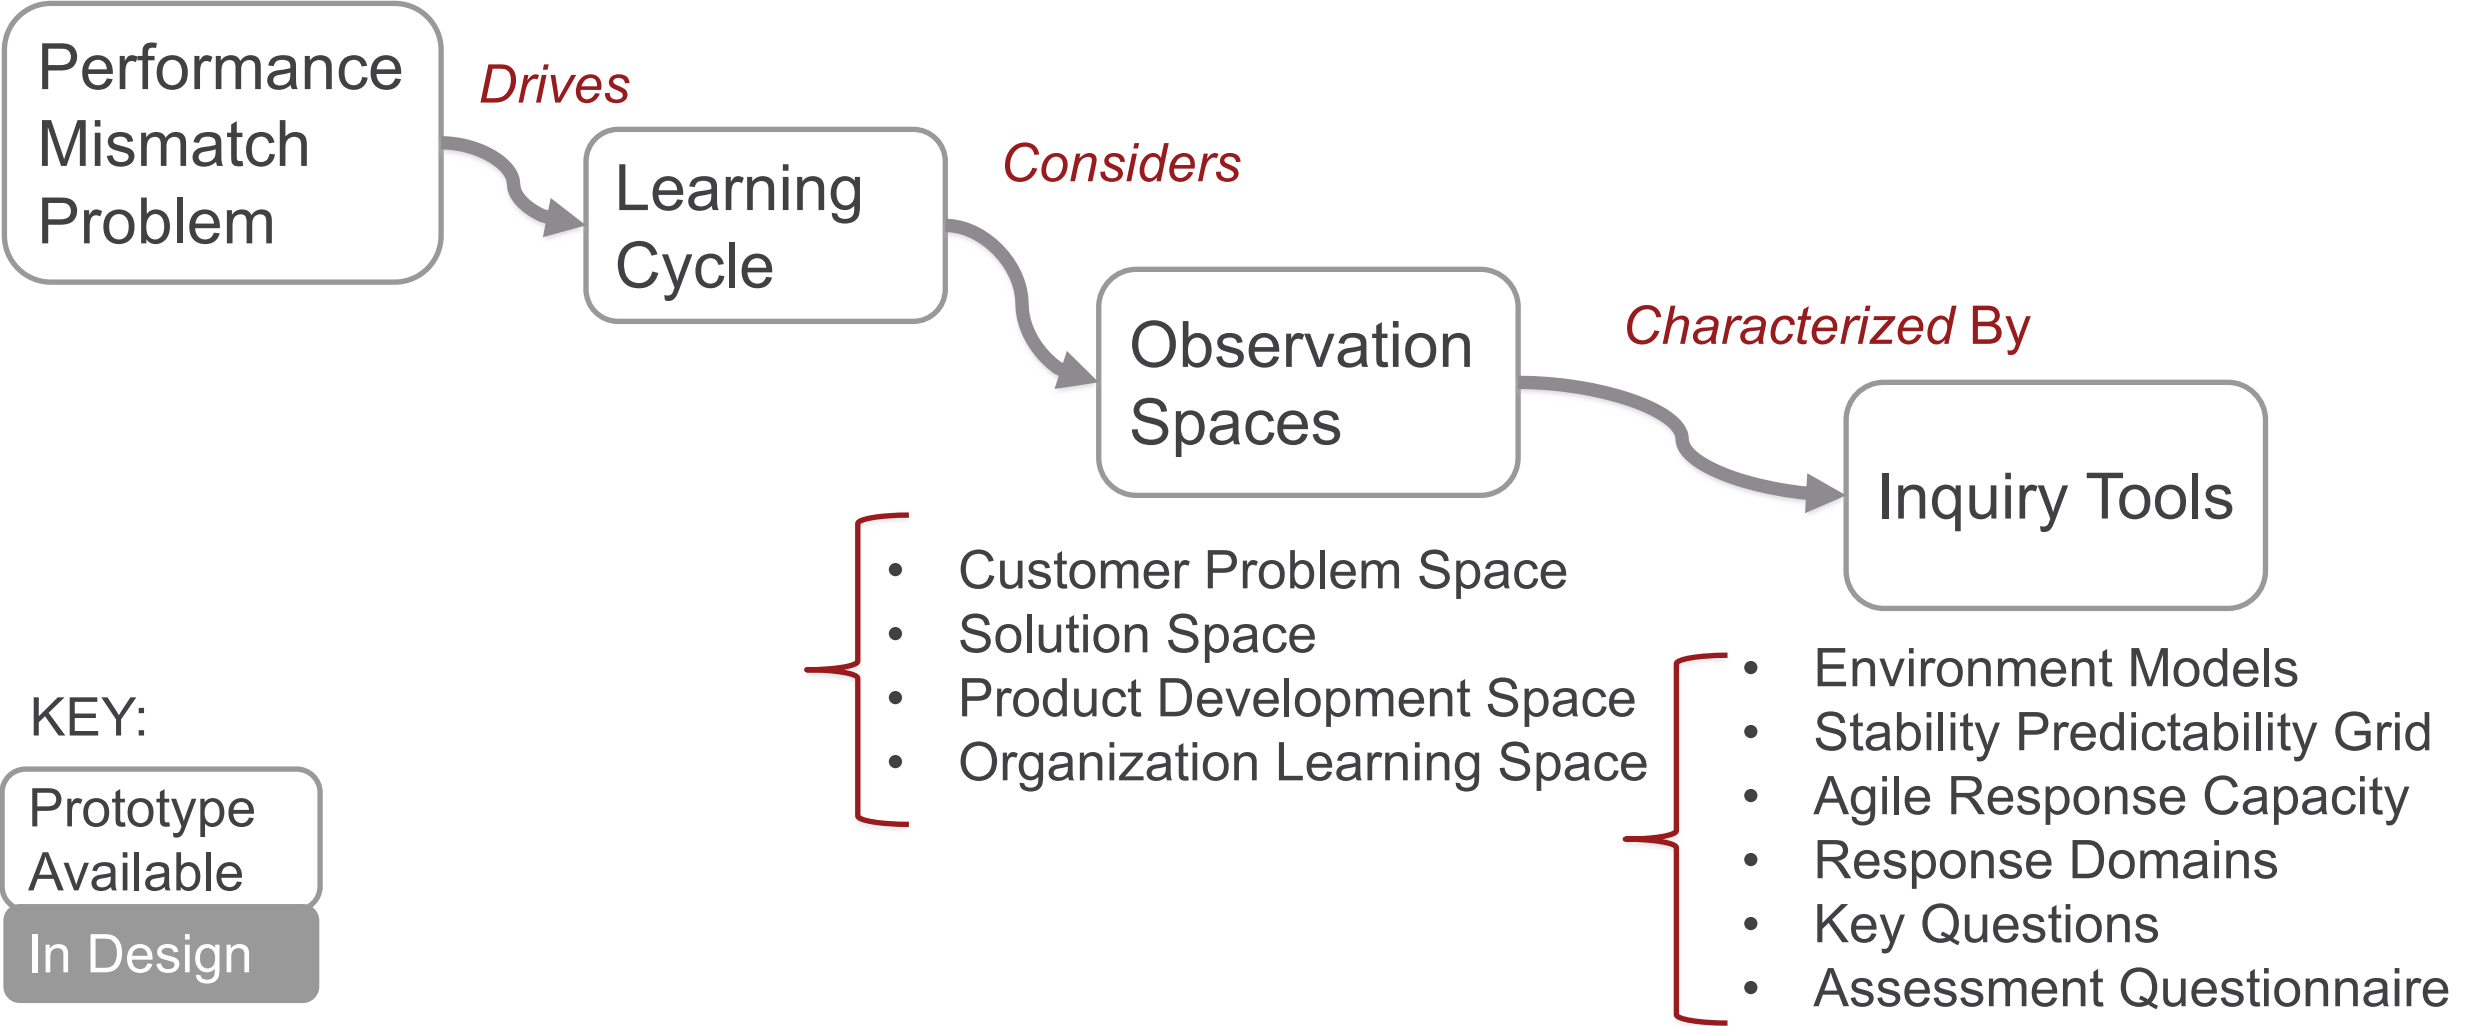 Performance
Mismatch
Problem
Drives
Learning
Cycle
Considers
Observation
Spaces
Characterized By
Inquiry Tools
• Customer Problem Space
• Solution Space
• Product Development Space
• Organization Learning Space
• Environment Models
• Stability Predictability Grid
• Agile Response Capacity
• Response Domains
• Key Questions
• Assessment Questionnaire
KEY:
Prototype
Available
In Design